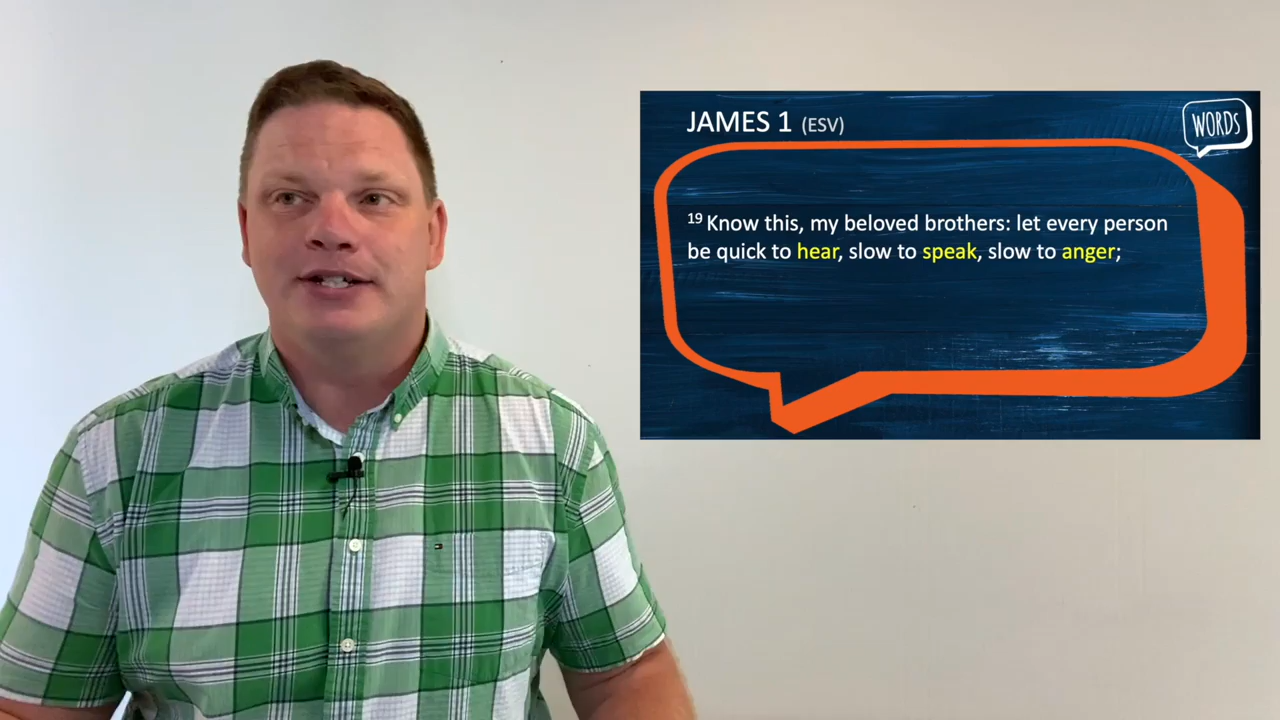 JAMES 1 (ESV)
WORDS
19 Know this, my beloved brothers: let every person
be quick to hear, slow to speak, slow to anger;